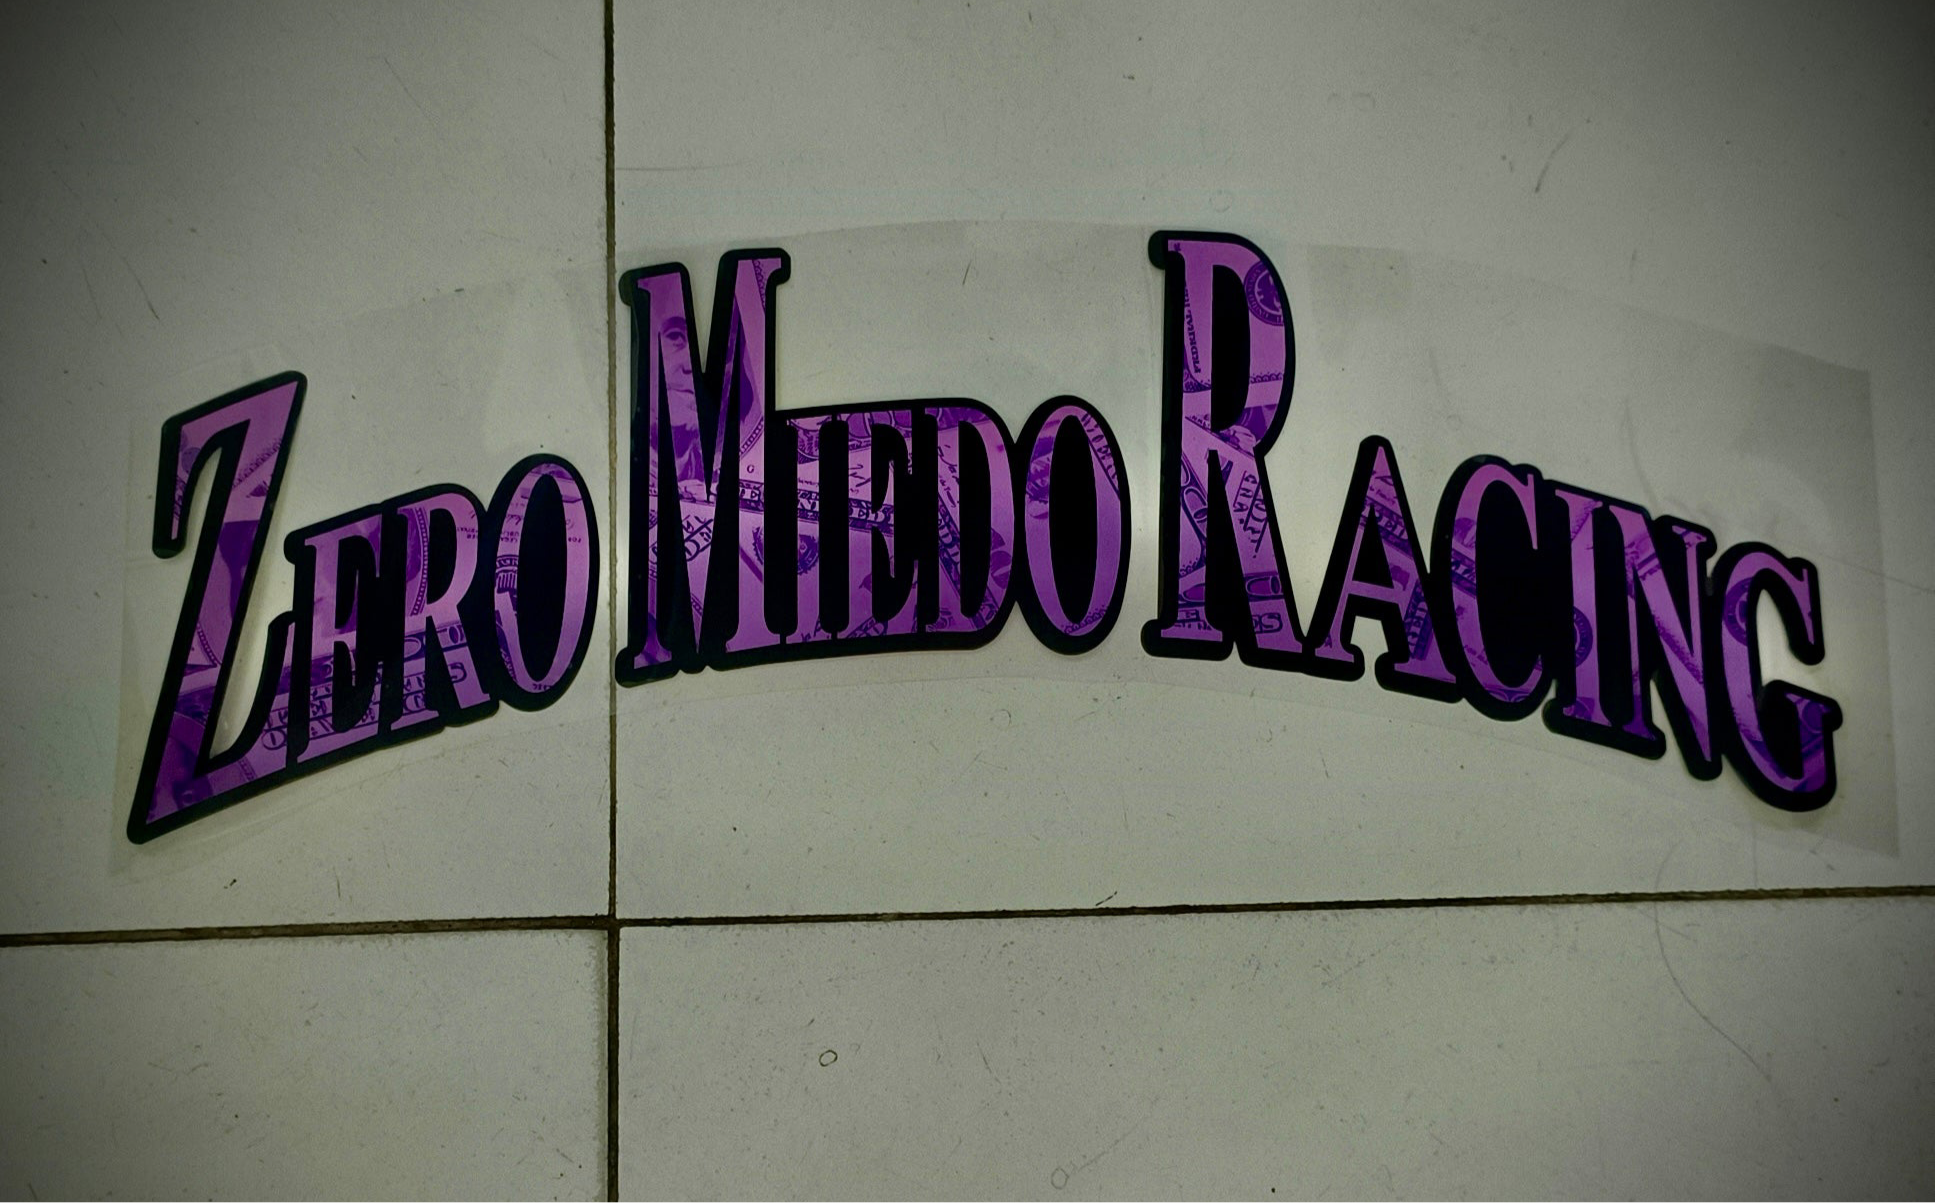 Zero Miedo Racing